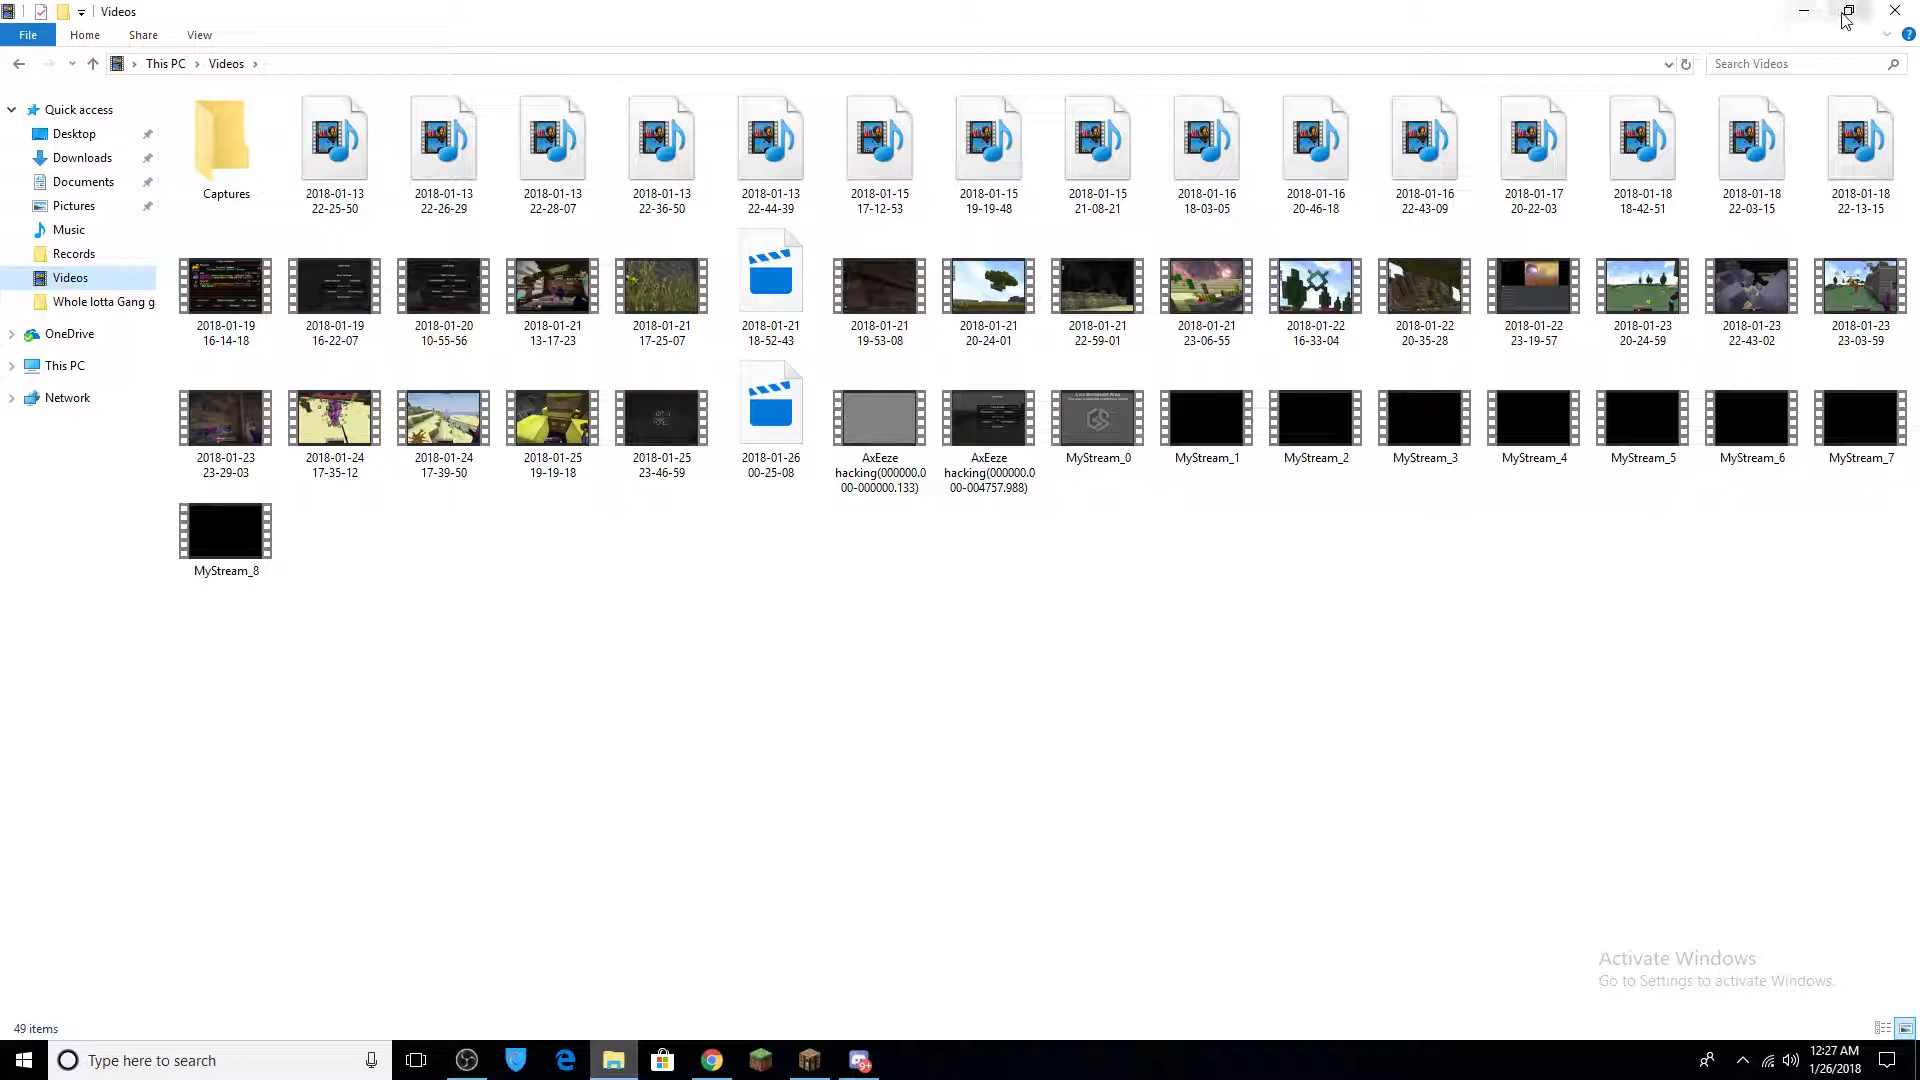 Videos
File Home Share View
This PC Videos
Search Videos
Quick access
Desktop
Downloads
Documents
Pictures
Music
Records
Videos
Whole lotta Gang g
OneDrive
This PC
Network
Captures
2018-01-13
22-25-50
2018-01-13
22-26-29
2018-01-13
22-28-07
2018-01-13
22-36-50
2018-01-13
22-44-39
2018-01-15
17-12-53
2018-01-15
19-19-48
2018-01-15
21-08-21
2018-01-16
18-03-05
2018-01-16
20-46-18
2018-01-16
22-43-09
2018-01-17
20-22-03
2018-01-18
18-42-51
2018-01-18
22-03-15
2018-01-18
22-13-15
2018-01-19
16-14-18
2018-01-19
16-22-07
2018-01-20
10-55-56
2018-01-21
13-17-23
2018-01-21
17-25-07
2018-01-21
18-52-43
2018-01-21
19-53-08
2018-01-21
20-24-01
2018-01-21
22-59-01
2018-01-21
23-06-55
2018-01-22
16-33-04
2018-01-22
20-35-28
2018-01-22
23-19-57
2018-01-23
20-24-59
2018-01-23
22-43-02
2018-01-23
23-03-59
2018-01-23
23-29-03
2018-01-24
17-35-12
2018-01-24
17-39-50
2018-01-25
19-19-18
2018-01-25
23-46-59
2018-01-26
00-25-08
AxEeze
hacking(000000.0
00-000000.133)
AxEeze
hacking(000000.0
00-004757.988)
MyStream_0
MyStream_1
MyStream_2
MyStream_3
MyStream_4
MyStream_5
MyStream_6
MyStream_7
MyStream_8
Activate Windows
Go to Settings to activate Windows.
49 items
Type here to search
9+
12:27 AM
1/26/2018